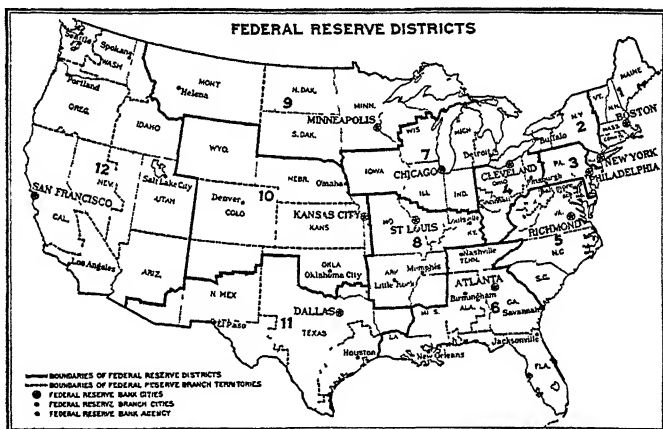 FEDERAL RESERVE DISTRICTS
Seattle
Spokane
WASH
Portland
OREG.
IDAHO
MONT
Helena
WYO.
N. DAK.
9
S. DAK.
MINN.
MINNEAPOLIS
WIS
7
MICH
Detroit
CHICAGO
IOWA
ILL
IND.
MAINE
1
VT.
N.H.
BOSTON
MASS
CONN.
N.Y.
2
Buffalo
NEW YORK
PA.
3
PHILADELPHIA
Pittsburgh
CLEVELAND
OHIO
4
Cincinnati
12
NEV.
SAN FRANCISCO
CAL.
Los Angeles
Salt Lake City
UTAH
ARIZ.
NEBR.
Omaha
10
Denver
COLO
KANSAS CITY
KANS
OKLA
Oklahoma City
N MEX
El Paso
11
DALLAS
TEXAS
Houston
MO
ST LOUIS
8
Louisville
KY.
ARK
Little Rock
Memphis
Nashville
TENN.
VA.
RICHMOND
5
N.C
S.C.
ATLANTA
Birmingham
ALA.
6
GA.
Savannah
MISS.
LA
New Orleans
Jacksonville
FLA.
BOUNDARIES OF FEDERAL RESERVE DISTRICTS
BOUNDARIES OF FEDERAL RESERVE BRANCH TERRITORIES
FEDERAL RESERVE BANK CITIES
FEDERAL RESERVE BRANCH CITIES
FEDERAL RESERVE BANK AGENCY